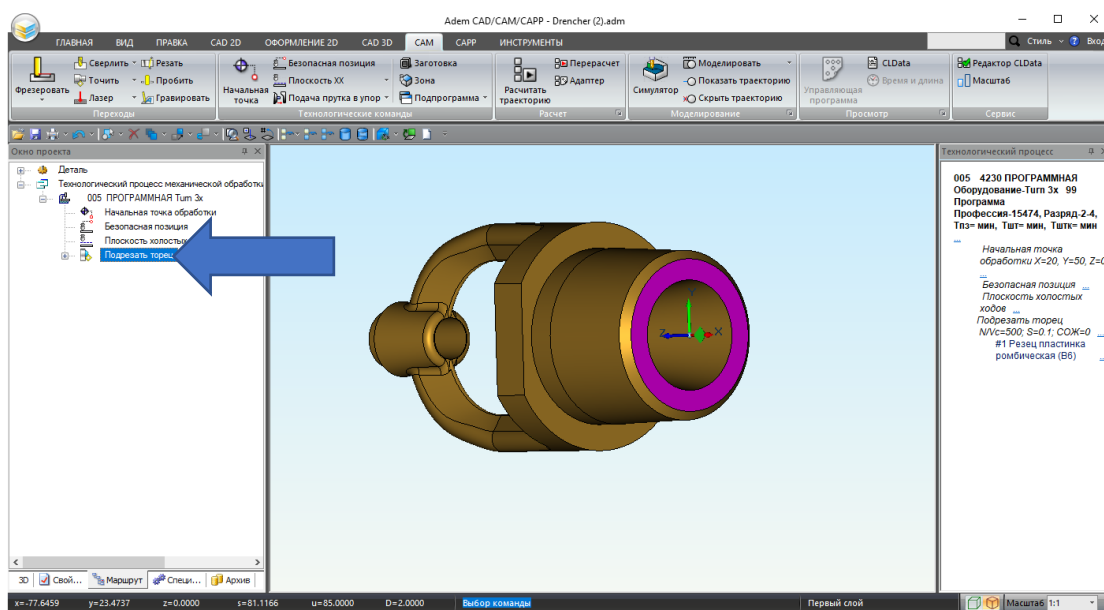 Adem CAD/CAM/CAPP - Drencher (2).adm
ГЛАВНАЯ ВИД ПРАВКА CAD 2D ОФОРМЛЕНИЕ 2D CAD 3D CAM CAPP ИНСТРУМЕНТЫ Стиль ? Вход
Фрезеровать
Сверлить Резать
Точить Пробить
Лазер Гравировать
Переходы
Начальная точка
Безопасная позиция
Плоскость XX
Подача прутка в упор
Заготовка
Зона
Подпрограмма
Технологические команды
Расчитать траекторию
Перерасчет
Адаптер
Расчет
Симулятор
Моделировать
Показать траекторию
Скрыть траекторию
Моделирование
Управляющая программа
CLData
Время и длина
Просмотр
Редактор CLData
Масштаб
Сервис
Окно проекта
Деталь
Технологический процесс механической обработки
005 ПРОГРАММНАЯ Turn 3x
Начальная точка обработки
Безопасная позиция
Плоскость холостых
Подрезать торец
3D Свой... Маршрут Специ... Архив
Z Y X
Технологический процесс
005 4230 ПРОГРАММНАЯ
Оборудование-Turn 3x 99
Программа
Профессия-15474, Разряд-2-4,
Тпз= мин, Тшт= мин, Тштк= мин
...
Начальная точка
обработки X=20, Y=50, Z=0
...
Безопасная позиция ...
Плоскость холостых
ходов ...
Подрезать торец
N/Vc=500; S=0.1; СОЖ=0 ...
#1 Резец пластинка
ромбическая (B6) ...
x=-77.6459 y=23.4737 z=0.0000 s=81.1166 u=85.0000 D=2.0000 Выбор команды Первый слой Масштаб 1:1